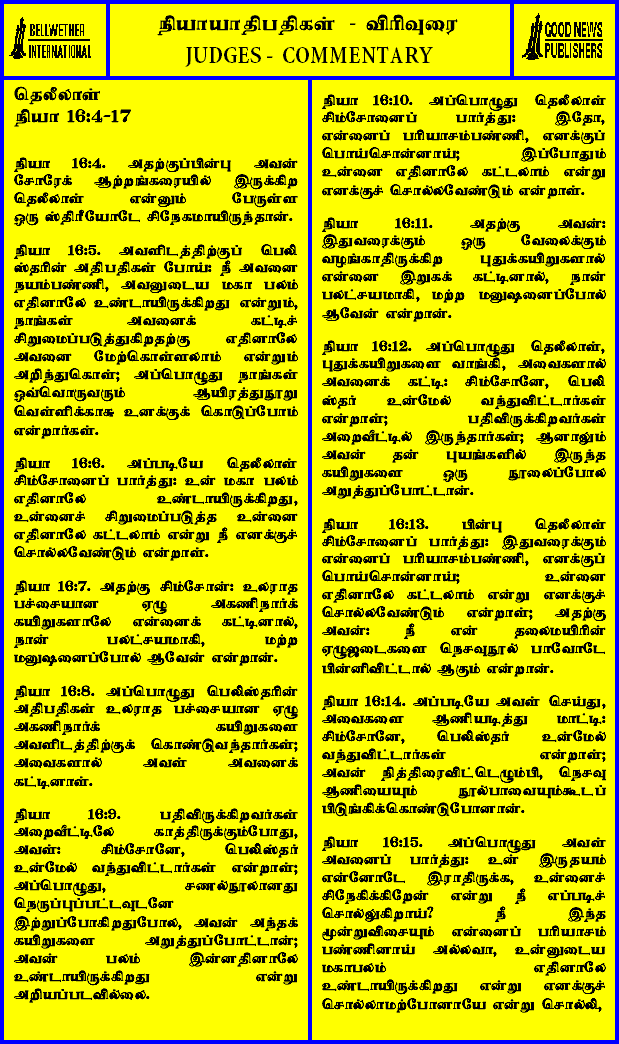 BELLWETHER
INTERNATIONAL
நியாயாதிபதிகள் - விரிவுரை
JUDGES - COMMENTARY
GOOD NEWS
PUBLISHERS
தெலீலாள்
நியா 16:4-17
நியா 16:4. அதற்குப்பின்பு அவன்
சோரேக் ஆற்றங்கரையில் இருக்கிற
தெலீலாள் என்னும் பேருள்ள
ஒரு ஸ்திரீயோடே சிநேகமாயிருந்தான்.
நியா 16:5. அவளிடத்திற்குப் பெலி
ஸ்தரின் அதிபதிகள் போய்: நீ அவனை
நயம்பண்ணி, அவனுடைய மகா பலம்
எதினாலே உண்டாயிருக்கிறது என்றும்,
நாங்கள் அவனைக் கட்டிச்
சிறுமைப்படுத்துகிறதற்கு எதினாலே
அவனை மேற்கொள்ளலாம் என்றும்
அறிந்துகொள்; அப்பொழுது நாங்கள்
ஒவ்வொருவரும் ஆயிரத்துநூறு
வெள்ளிக்காசு உனக்குக் கொடுப்போம்
என்றார்கள்.
நியா 16:6. அப்படியே தெலீலாள்
சிம்சோனைப் பார்த்து: உன் மகா பலம்
எதினாலே உண்டாயிருக்கிறது,
உன்னைச் சிறுமைப்படுத்த உன்னை
எதினாலே கட்டலாம் என்று நீ எனக்குச்
சொல்லவேண்டும் என்றாள்.
நியா 16:7. அதற்கு சிம்சோன்: உலராத
பச்சையான ஏழு அகணிநார்க்
கயிறுகளாலே என்னைக் கட்டினால்,
நான் பலட்சயமாகி, மற்ற
மனுஷனைப்போல் ஆவேன் என்றான்.
நியா 16:8. அப்பொழுது பெலிஸ்தரின்
அதிபதிகள் உலராத பச்சையான ஏழு
அகணிநார்க் கயிறுகளை
அவளிடத்திற்குக் கொண்டுவந்தார்கள்;
அவைகளால் அவள் அவனைக்
கட்டினாள்.
நியா 16:9. பதிவிருக்கிறவர்கள்
அறைவீட்டிலே காத்திருக்கும்போது,
அவள்: சிம்சோனே, பெலிஸ்தர்
உன்மேல் வந்துவிட்டார்கள் என்றாள்;
அப்பொழுது, சணல்நூலானது
நெருப்புப்பட்டவுடனே
இற்றுப்போகிறதுபோல, அவன் அந்தக்
கயிறுகளை அறுத்துப்போட்டான்;
அவன் பலம் இன்னதினாலே
உண்டாயிருக்கிறது என்று
அறியப்படவில்லை.
நியா 16:10. அப்பொழுது தெலீலாள்
சிம்சோனைப் பார்த்து: இதோ,
என்னைப் பரியாசம்பண்ணி, எனக்குப்
பொய்சொன்னாய்; இப்போதும்
உன்னை எதினாலே கட்டலாம் என்று
எனக்குச் சொல்லவேண்டும் என்றாள்.
நியா 16:11. அதற்கு அவன்:
இதுவரைக்கும் ஒரு வேலைக்கும்
வழங்காதிருக்கிற புதுக்கயிறுகளால்
என்னை இறுகக் கட்டினால், நான்
பலட்சயமாகி, மற்ற மனுஷனைப்போல்
ஆவேன் என்றான்.
நியா 16:12. அப்பொழுது தெலீலாள்,
புதுக்கயிறுகளை வாங்கி, அவைகளால்
அவனைக் கட்டி: சிம்சோனே, பெலி
ஸ்தர் உன்மேல் வந்துவிட்டார்கள்
என்றாள்; பதிவிருக்கிறவர்கள்
அறைவீட்டில் இருந்தார்கள்; ஆனாலும்
அவன் தன் புயங்களில் இருந்த
கயிறுகளை ஒரு நூலைப்போல
அறுத்துப்போட்டான்.
நியா 16:13. பின்பு தெலீலாள்
சிம்சோனைப் பார்த்து: இதுவரைக்கும்
என்னைப் பரியாசம்பண்ணி, எனக்குப்
பொய்சொன்னாய்; உன்னை
எதினாலே கட்டலாம் என்று எனக்குச்
சொல்லவேண்டும் என்றாள்; அதற்கு
அவன்: நீ என் தலைமயிரின்
ஏழுஜடைகளை நெசவுநூல் பாவோடே
பின்னிவிட்டால் ஆகும் என்றான்.
நியா 16:14. அப்படியே அவள் செய்து,
அவைகளை ஆணியடித்து மாட்டி:
சிம்சோனே, பெலிஸ்தர் உன்மேல்
வந்துவிட்டார்கள் என்றாள்;
அவன் நித்திரைவிட்டெழும்பி, நெசவு
ஆணியையும் நூல்பாவையும்கூடப்
பிடுங்கிக்கொண்டுபோனான்.
நியா 16:15. அப்பொழுது அவள்
அவனைப் பார்த்து: உன் இருதயம்
என்னோடே இராதிருக்க, உன்னைச்
சிநேகிக்கிறேன் என்று நீ எப்படிச்
சொல்லுகிறாய்? நீ இந்த
மூன்றுவிசையும் என்னைப் பரியாசம்
பண்ணினாய் அல்லவா, உன்னுடைய
மகாபலம் எதினாலே
உண்டாயிருக்கிறது என்று எனக்குச்
சொல்லாமற்போனாயே என்று சொல்லி,